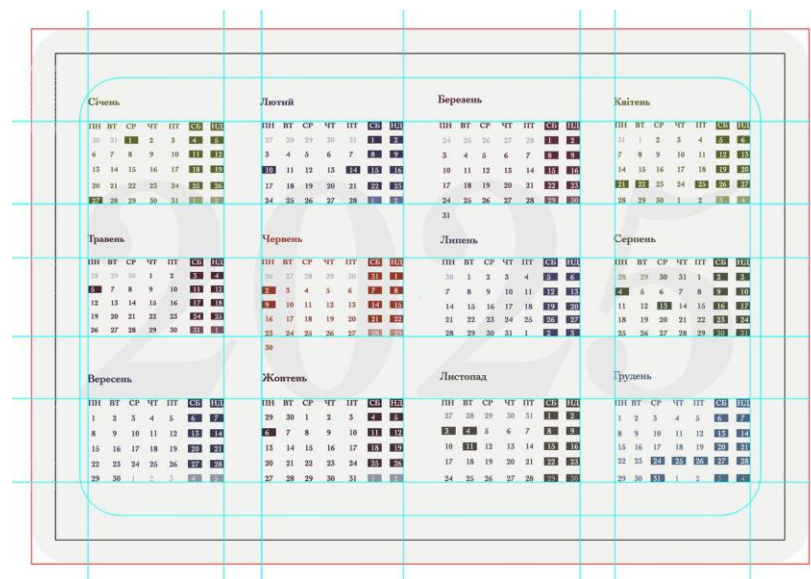 2025
Січень
ПН ВТ СР ЧТ ПТ СБ НД
30 31 1 2 3 4 5
6 7 8 9 10 11 12
13 14 15 16 17 18 19
20 21 22 23 24 25 26
27 28 29 30 31 1 2
Лютий
ПН ВТ СР ЧТ ПТ СБ НД
27 28 29 30 31 1 2
3 4 5 6 7 8 9
10 11 12 13 14 15 16
17 18 19 20 21 22 23
24 25 26 27 28 1 2
Березень
ПН ВТ СР ЧТ ПТ СБ НД
24 25 26 27 28 1 2
3 4 5 6 7 8 9
10 11 12 13 14 15 16
17 18 19 20 21 22 23
24 25 26 27 28 29 30
31
Квітень
ПН ВТ СР ЧТ ПТ СБ НД
31 1 2 3 4 5 6
7 8 9 10 11 12 13
14 15 16 17 18 19 20
21 22 23 24 25 26 27
28 29 30 1 2 3 4
Травень
ПН ВТ СР ЧТ ПТ СБ НД
28 29 30 1 2 3 4
5 6 7 8 9 10 11
12 13 14 15 16 17 18
19 20 21 22 23 24 25
26 27 28 29 30 31 1
Червень
ПН ВТ СР ЧТ ПТ СБ НД
26 27 28 29 30 31 1
2 3 4 5 6 7 8
9 10 11 12 13 14 15
16 17 18 19 20 21 22
23 24 25 26 27 28 29
30
Липень
ПН ВТ СР ЧТ ПТ СБ НД
30 1 2 3 4 5 6
7 8 9 10 11 12 13
14 15 16 17 18 19 20
21 22 23 24 25 26 27
28 29 30 31 1 2 3
Серпень
ПН ВТ СР ЧТ ПТ СБ НД
28 29 30 31 1 2 3
4 5 6 7 8 9 10
11 12 13 14 15 16 17
18 19 20 21 22 23 24
25 26 27 28 29 30 31
Вересень
ПН ВТ СР ЧТ ПТ СБ НД
1 2 3 4 5 6 7
8 9 10 11 12 13 14
15 16 17 18 19 20 21
22 23 24 25 26 27 28
29 30 1 2 3 4 5
Жовтень
ПН ВТ СР ЧТ ПТ СБ НД
29 30 1 2 3 4 5
6 7 8 9 10 11 12
13 14 15 16 17 18 19
20 21 22 23 24 25 26
27 28 29 30 31 1 2
Листопад
ПН ВТ СР ЧТ ПТ СБ НД
27 28 29 30 31 1 2
3 4 5 6 7 8 9
10 11 12 13 14 15 16
17 18 19 20 21 22 23
24 25 26 27 28 29 30
Грудень
ПН ВТ СР ЧТ ПТ СБ НД
1 2 3 4 5 6 7
8 9 10 11 12 13 14
15 16 17 18 19 20 21
22 23 24 25 26 27 28
29 30 31 1 2 3 4